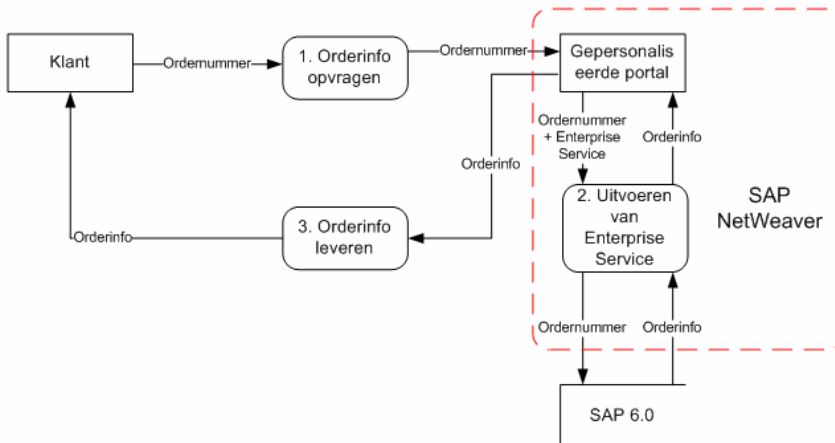 Klant
Ordernummer
1. Orderinfo
opvragen
Ordernummer
Gepersonalis
eerde portal
Ordernummer
+ Enterprise
Service
Orderinfo
Orderinfo
2. Uitvoeren
van
Enterprise
Service
SAP
NetWeaver
3. Orderinfo
leveren
Orderinfo
Ordernummer
Orderinfo
SAP 6.0